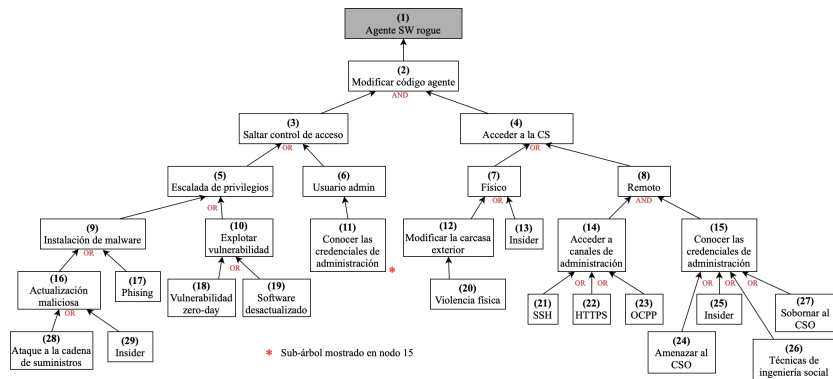 (1)
Agente SW rogue
(2)
Modificar código agente
AND
(3)
Saltar control de acceso
OR
(4)
Acceder a la CS
OR
(5)
Escalada de privilegios
OR
(6)
Usuario admin
(7)
Físico
OR
(8)
Remoto
AND
(9)
Instalación de malware
OR
(10)
Explotar
vulnerabilidad
OR
(11)
Conocer las
credenciales de
administración
*
(12)
Modificar la carcasa
exterior
(13)
Insider
(14)
Acceder a
canales de
administración
OR
OR
(15)
Conocer las
credenciales de
administración
OR
OR
OR
OR
(16)
Actualización
maliciosa
OR
(17)
Phising
(18)
Vulnerabilidad
zero-day
(19)
Software
desactualizado
(20)
Violencia física
(21)
SSH
(22)
HTTPS
(23)
OCPP
(24)
Amenazar al
CSO
(25)
Insider
(26)
Técnicas de
ingeniería social
(27)
Sobornar al
CSO
(28)
Ataque a la cadena
de suministros
(29)
Insider
* Sub-árbol mostrado en nodo 15